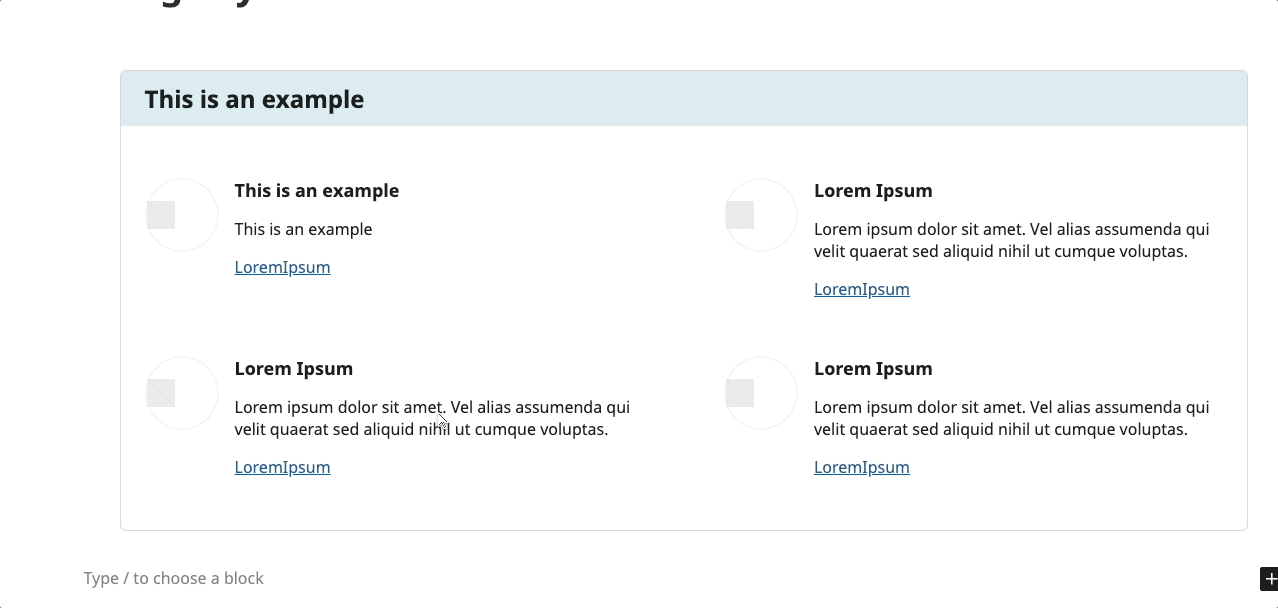 This is an example
This is an example
This is an example
LoremIpsum
Lorem Ipsum
Lorem ipsum dolor sit amet. Vel alias assumenda qui
velit quaerat sed aliquid nihil ut cumque voluptas.
LoremIpsum
Lorem Ipsum
Lorem ipsum dolor sit amet. Vel alias assumenda qui
velit quaerat sed aliquid nihil ut cumque voluptas.
LoremIpsum
Lorem Ipsum
Lorem ipsum dolor sit amet. Vel alias assumenda qui
velit quaerat sed aliquid nihil ut cumque voluptas.
LoremIpsum
Type / to choose a block